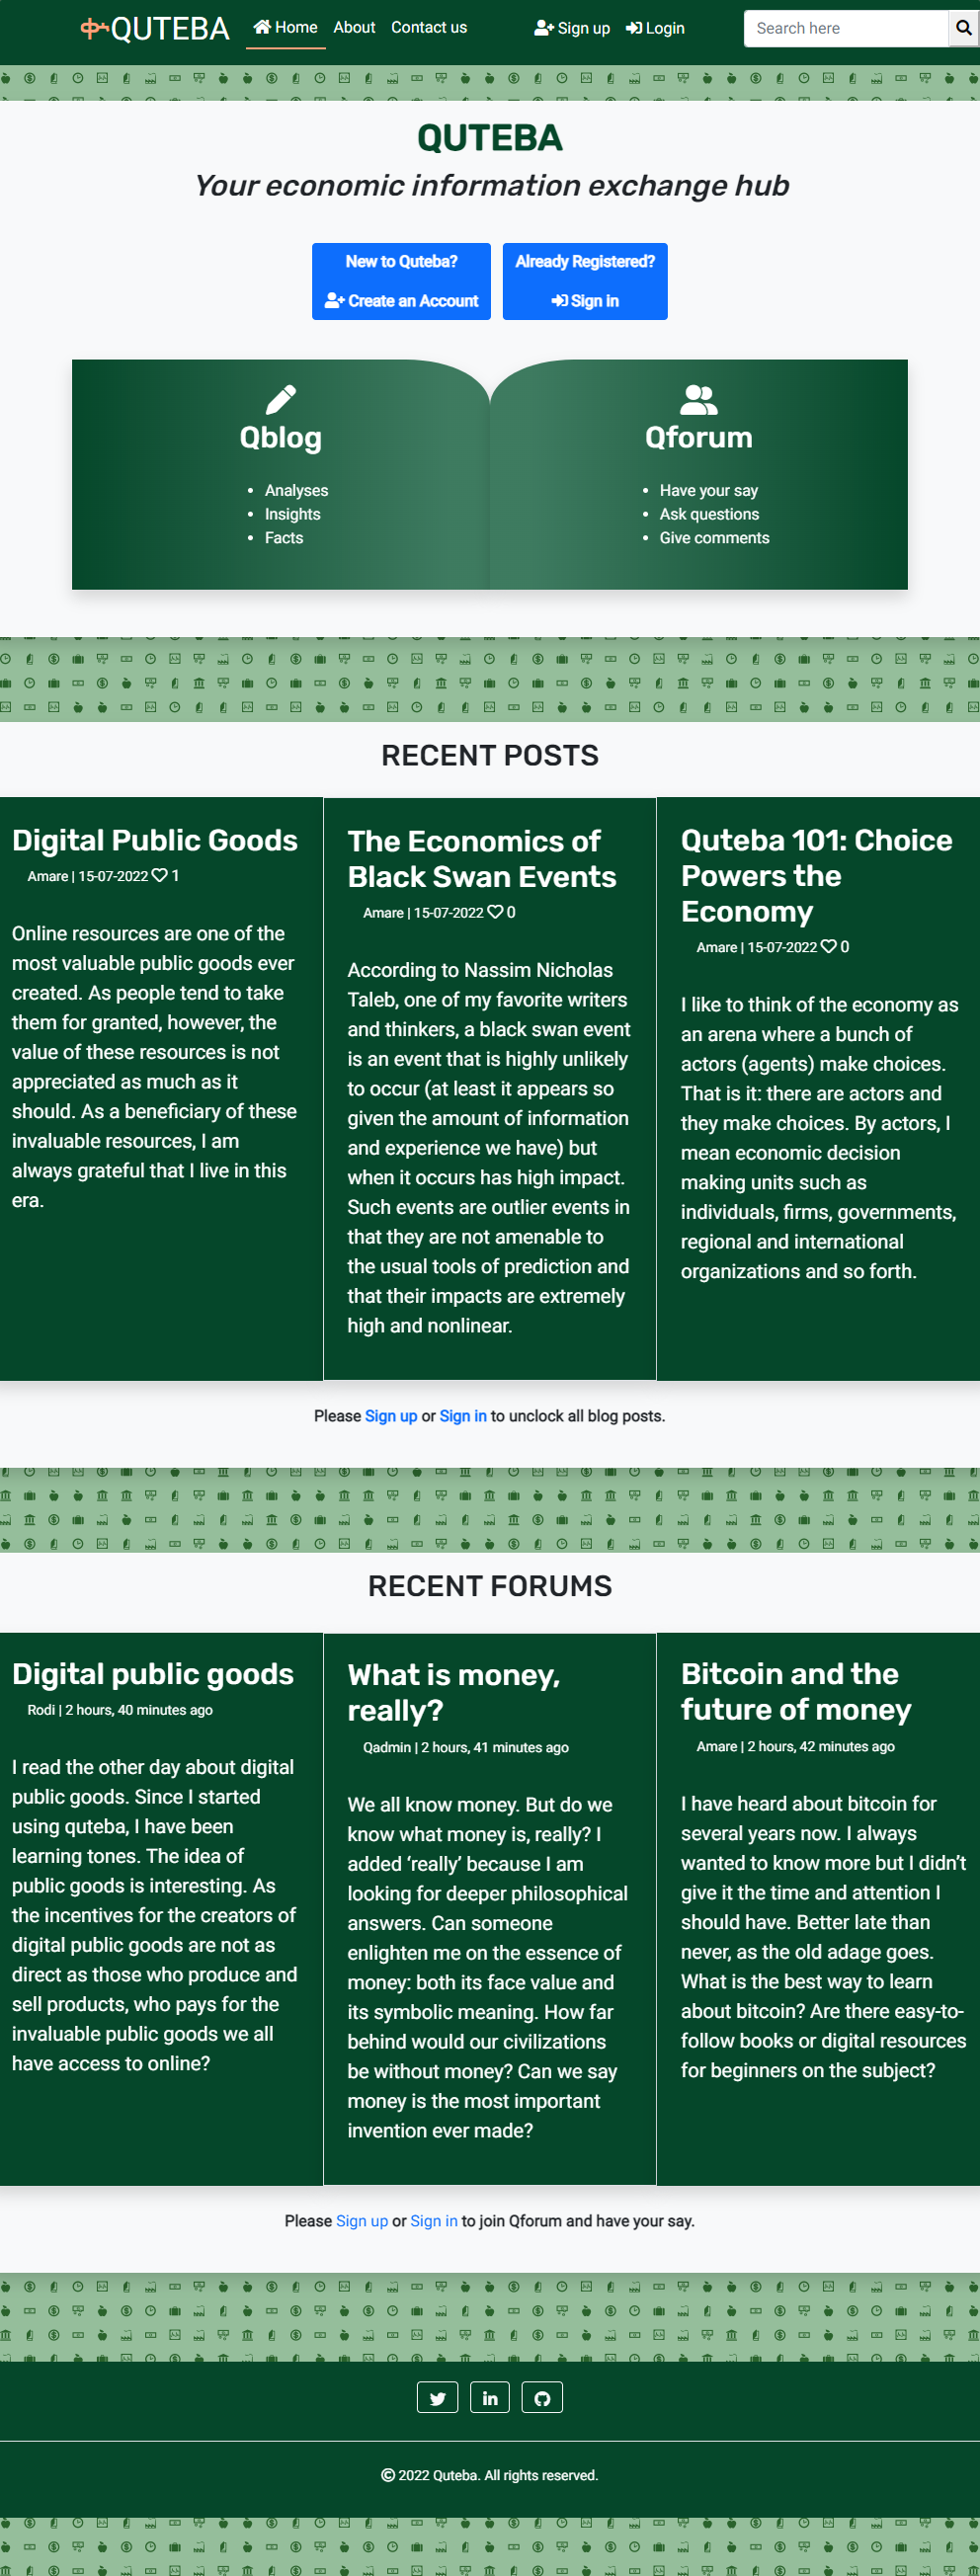 QUTEBA Home About Contact us Sign up Login Search here
QUTEBA
Your economic information exchange hub
New to Quteba?
Create an Account
Already Registered?
Sign in
Qblog
• Analyses
• Insights
• Facts
Qforum
• Have your say
• Ask questions
• Give comments
RECENT POSTS
Digital Public Goods
Amare | 15-07-2022 1
Online resources are one of the
most valuable public goods ever
created. As people tend to take
them for granted, however, the
value of these resources is not
appreciated as much as it
should. As a beneficiary of these
invaluable resources, I am
always grateful that I live in this
era.
The Economics of
Black Swan Events
Amare | 15-07-2022 0
According to Nassim Nicholas
Taleb, one of my favorite writers
and thinkers, a black swan event
is an event that is highly unlikely
to occur (at least it appears so
given the amount of information
and experience we have) but
when it occurs has high impact.
Such events are outlier events in
that they are not amenable to
the usual tools of prediction and
that their impacts are extremely
high and nonlinear.
Quteba 101: Choice
Powers the
Economy
Amare | 15-07-2022 0
I like to think of the economy as
an arena where a bunch of
actors (agents) make choices.
That is it: there are actors and
they make choices. By actors, I
mean economic decision
making units such as
individuals, firms, governments,
regional and international
organizations and so forth.
Please Sign up or Sign in to unclock all blog posts.
RECENT FORUMS
Digital public goods
Rodi | 2 hours, 40 minutes ago
I read the other day about digital
public goods. Since I started
using quteba, I have been
learning tones. The idea of
public goods is interesting. As
the incentives for the creators of
digital public goods are not as
direct as those who produce and
sell products, who pays for the
invaluable public goods we all
have access to online?
What is money,
really?
Qadmin | 2 hours, 41 minutes ago
We all know money. But do we
know what money is, really? I
added ‘really’ because I am
looking for deeper philosophical
answers. Can someone
enlighten me on the essence of
money: both its face value and
its symbolic meaning. How far
behind would our civilizations
be without money? Can we say
money is the most important
invention ever made?
Bitcoin and the
future of money
Amare | 2 hours, 42 minutes ago
I have heard about bitcoin for
several years now. I always
wanted to know more but I didn’t
give it the time and attention I
should have. Better late than
never, as the old adage goes.
What is the best way to learn
about bitcoin? Are there easy-to-
follow books or digital resources
for beginners on the subject?
Please Sign up or Sign in to join Qforum and have your say.
© 2022 Quteba. All rights reserved.